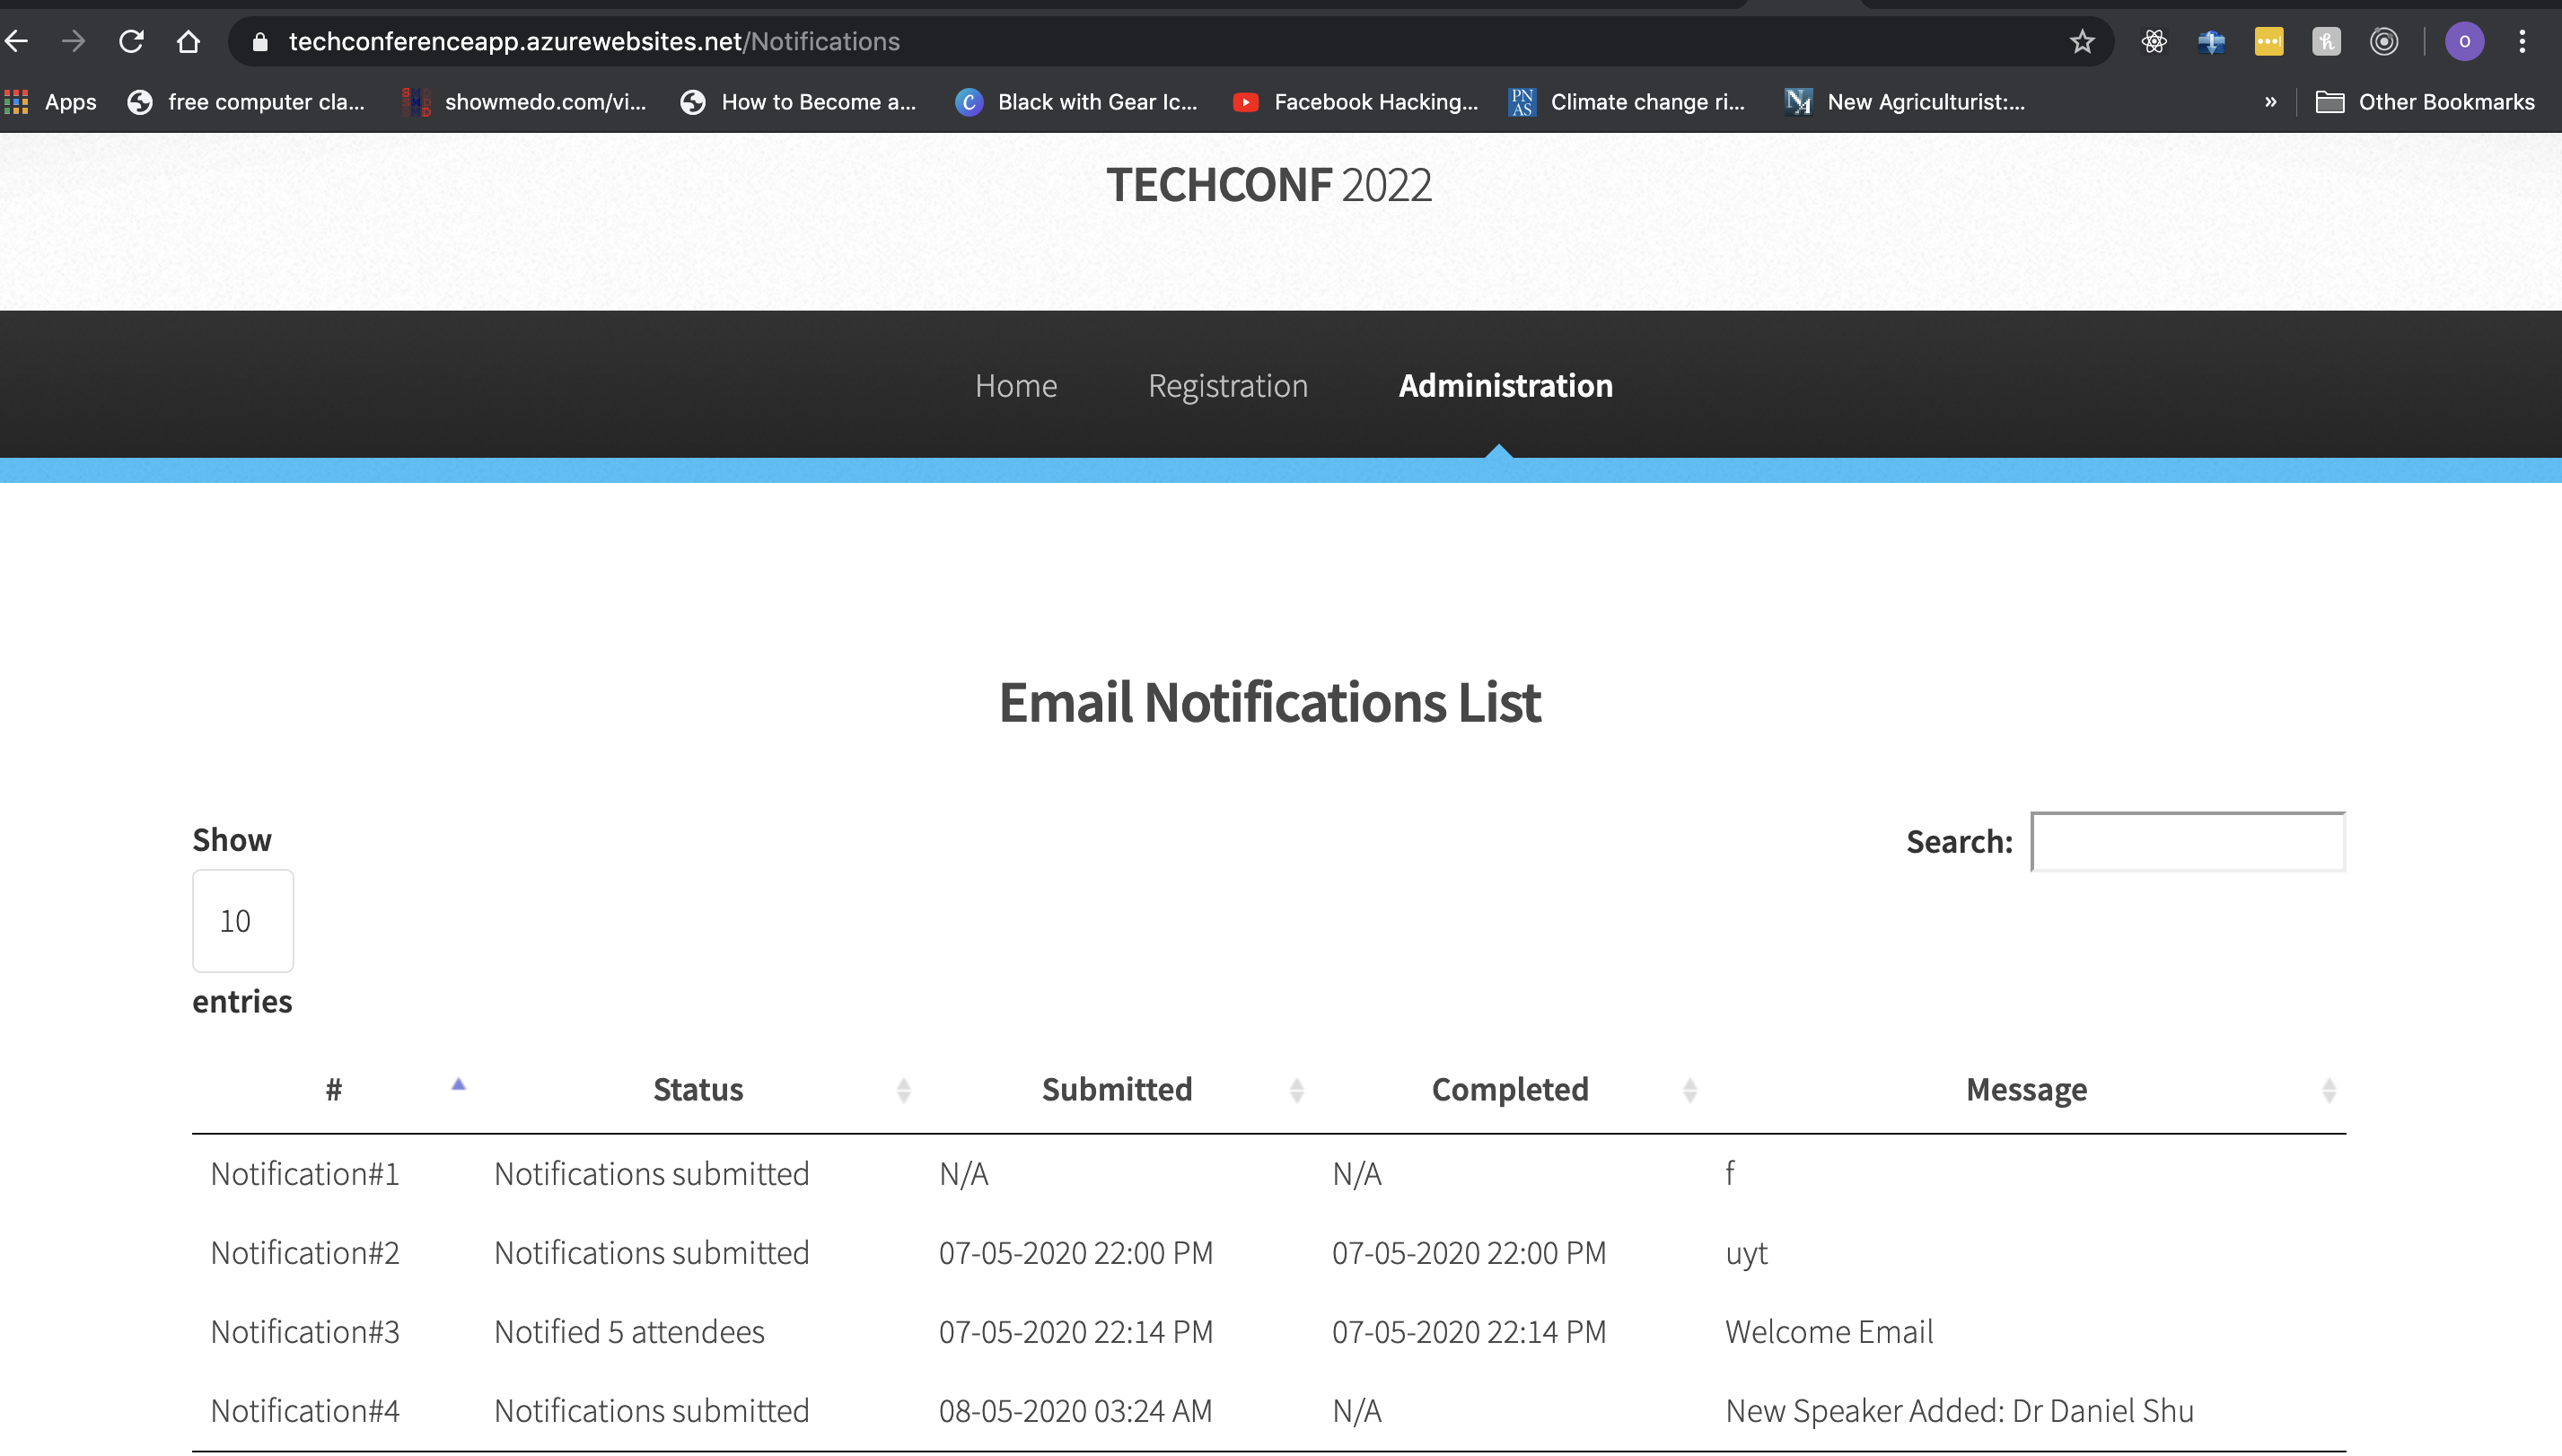 techconferenceapp.azurewebsites.net/Notifications
O
Apps free computer cla... showmedo.com/vi... How to Become a... Black with Gear Ic... Facebook Hacking... Climate change ri... New Agriculturist:... » Other Bookmarks
TECHCONF 2022
Home Registration Administration
Email Notifications List
Show
10
entries
Search:
# Status Submitted Completed Message
Notification#1 Notifications submitted N/A N/A f
Notification#2 Notifications submitted 07-05-2020 22:00 PM 07-05-2020 22:00 PM uyt
Notification#3 Notified 5 attendees 07-05-2020 22:14 PM 07-05-2020 22:14 PM Welcome Email
Notification#4 Notifications submitted 08-05-2020 03:24 AM N/A New Speaker Added: Dr Daniel Shu